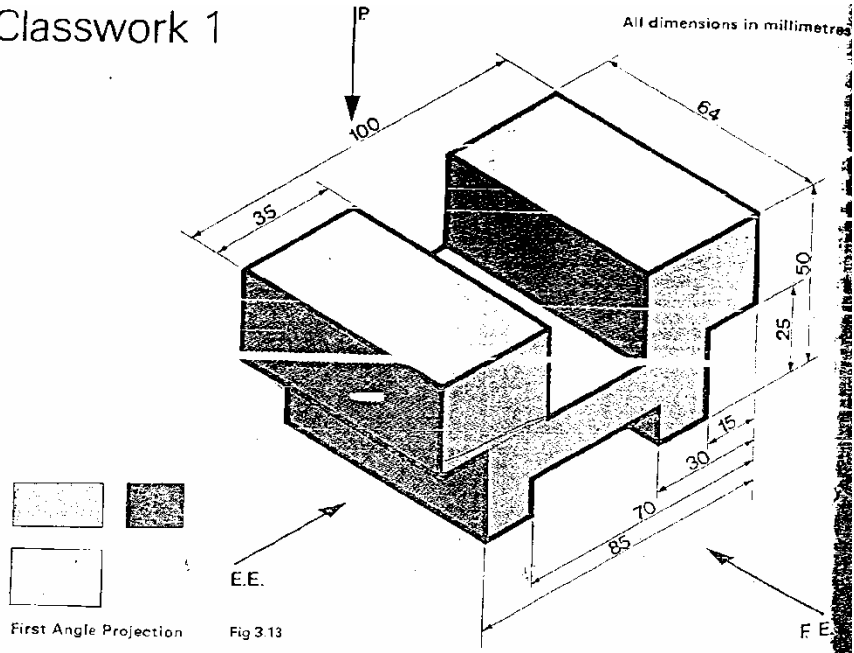 Classwork 1
P.
All dimensions in millimetres
100
64
35
50
25
15
30
70
85
E.E.
F.E.
First Angle Projection
Fig 3.13